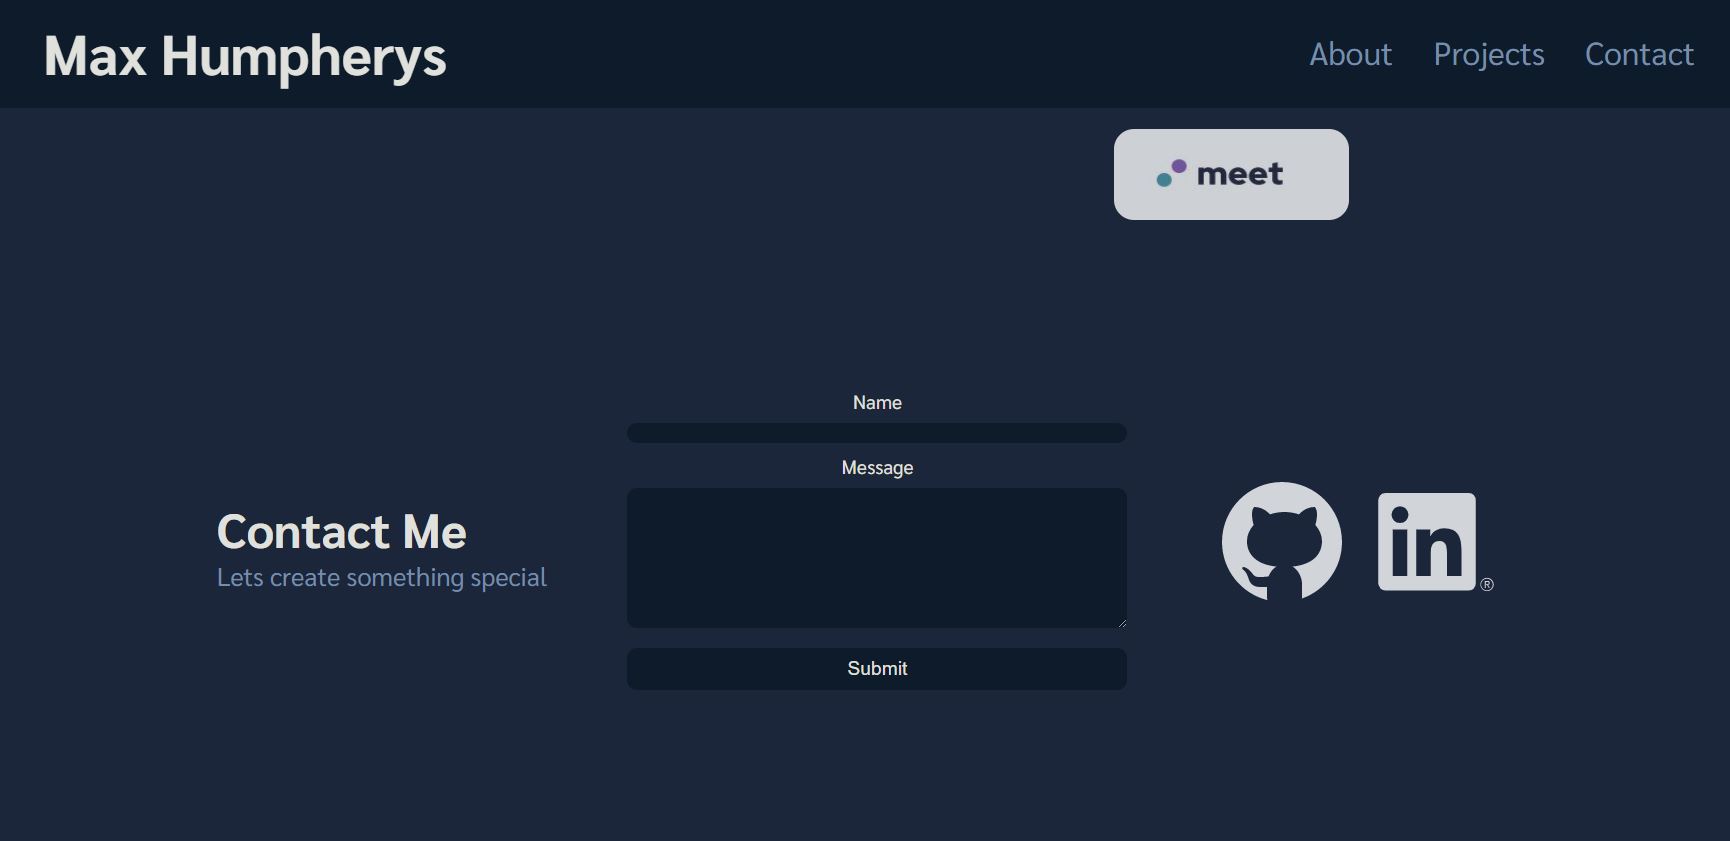 Max Humpherys
About Projects Contact
meet
Name
Message
Contact Me
Lets create something special
in ®
Submit